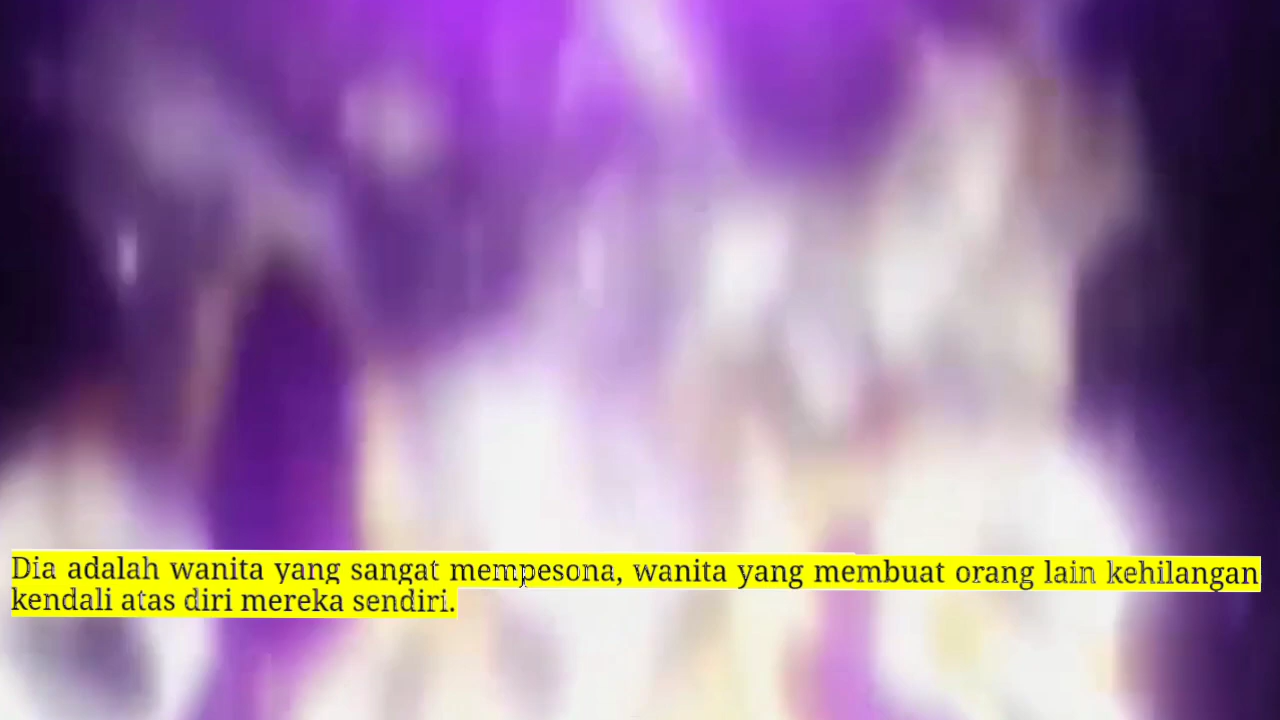 Dia adalah wanita yang sangat mempesona, wanita yang membuat orang lain kehilangan
kendali atas diri mereka sendiri.